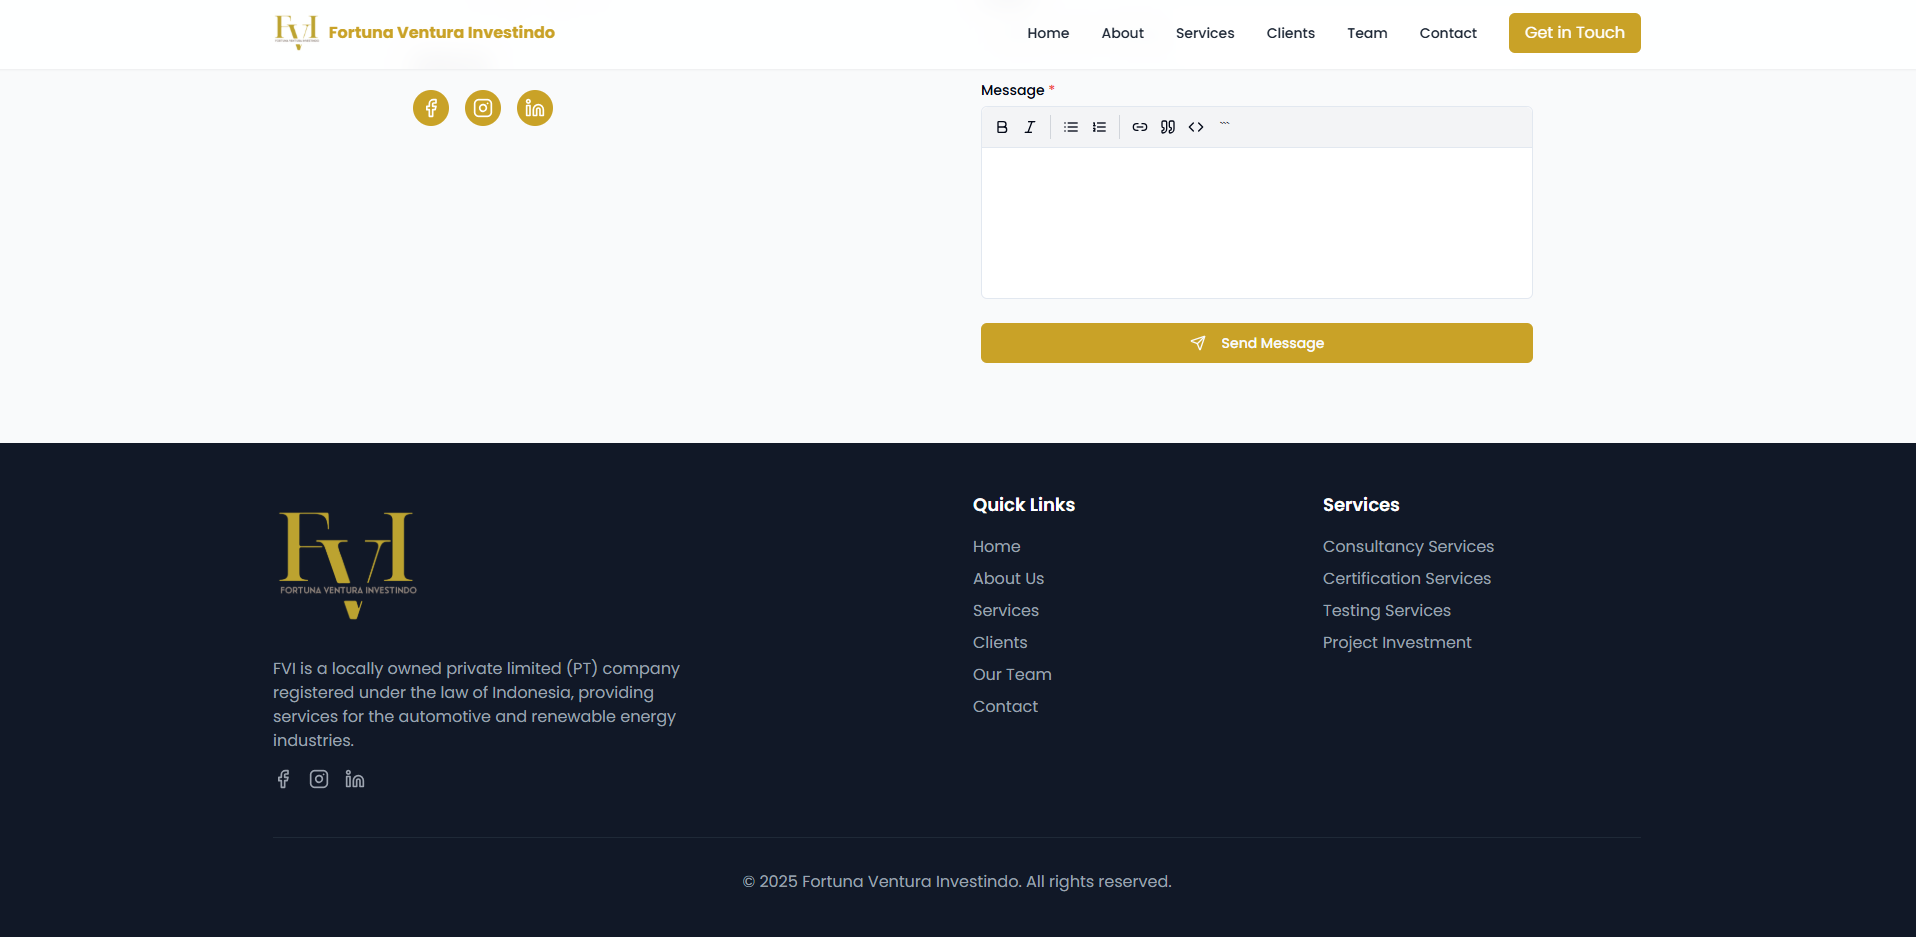 FVI
FORTUNA VENTURA INVESTINDO
Fortuna Ventura Investindo
Home
About
Services
Clients
Team
Contact
Get in Touch
Message *
```
Send Message
FVI
FORTUNA VENTURA INVESTINDO
FVI is a locally owned private limited (PT) company
registered under the law of Indonesia, providing
services for the automotive and renewable energy
industries.
Quick Links
Home
About Us
Services
Clients
Our Team
Contact
Services
Consultancy Services
Certification Services
Testing Services
Project Investment
© 2025 Fortuna Ventura Investindo. All rights reserved.